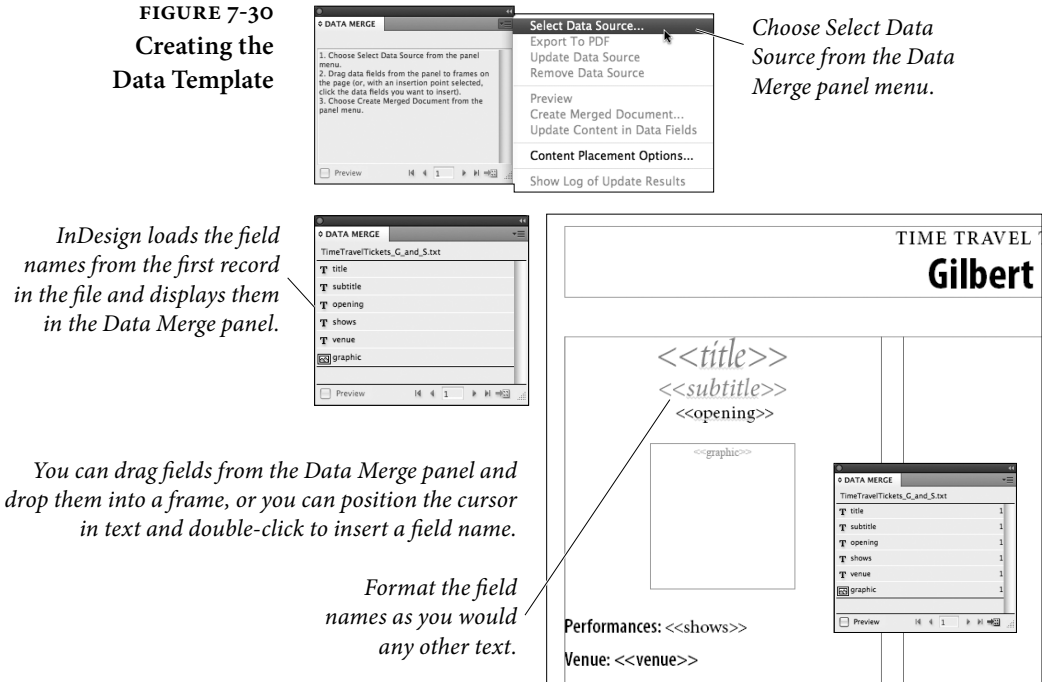 FIGURE 7-30
Creating the
Data Template
DATA MERGE
1. Choose Select Data Source from the panel
menu.
2. Drag data fields from the panel to frames on
the page (or, with an insertion point selected,
click the data fields you want to insert).
3. Choose Create Merged Document from the
panel menu.
Preview
1
Select Data Source...
Export To PDF
Update Data Source
Remove Data Source
Preview
Create Merged Document...
Update Content in Data Fields
Content Placement Options...
Show Log of Update Results
Choose Select Data
Source from the Data
Merge panel menu.
InDesign loads the field
names from the first record
in the file and displays them
in the Data Merge panel.
DATA MERGE
TimeTravelTickets_G_and_S.txt
T title
T subtitle
T opening
T shows
T venue
graphic
Preview
1
You can drag fields from the Data Merge panel and
drop them into a frame, or you can position the cursor
in text and double-click to insert a field name.
Format the field
names as you would
any other text.
TIME TRAVEL T
Gilbert
<<title>>
<<subtitle>>
<<opening>>
<<graphic>>
Performances: <<shows>>
Venue: <<venue>>
DATA MERGE
TimeTravelTickets_G_and_S.txt
T title 1
T subtitle 1
T opening 1
T shows 1
T venue 1
graphic 1
Preview
1